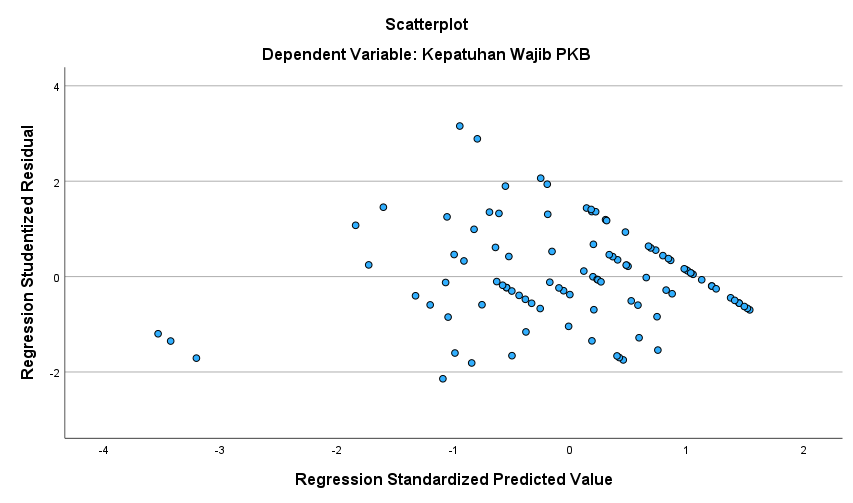 Scatterplot
Dependent Variable: Kepatuhan Wajib PKB
Regression Studentized Residual
4
2
0
-2
-4
-3
-2
-1
0
1
2
Regression Standardized Predicted Value